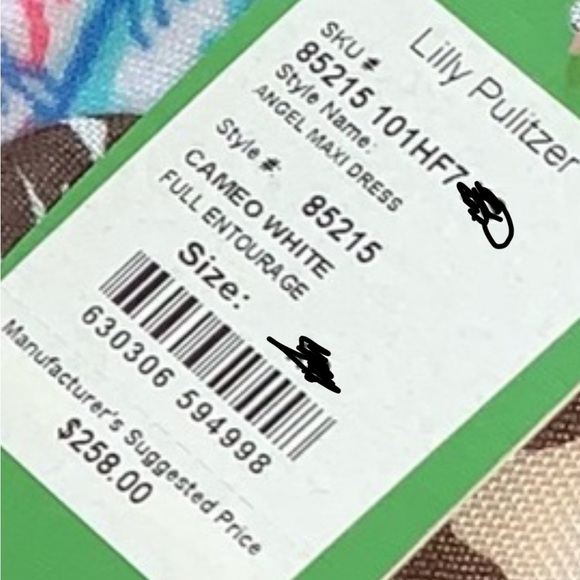 Lilly Pulitzer
SKU #
85215 101HF7
Style Name:
ANGEL MAXI DRESS
Style #: 85215
CAMEO WHITE
FULL ENTOURAGE
Size:
630306 594998
Manufacturer's Suggested Price
$258.00